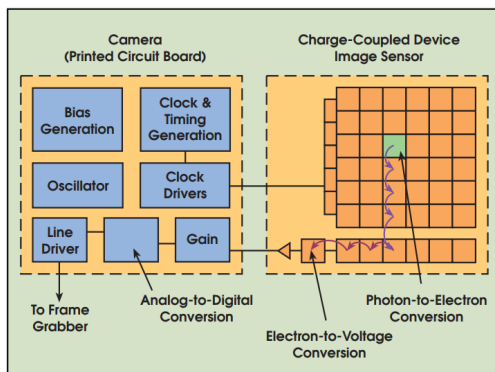 Camera
(Printed Circuit Board)
Charge-Coupled Device
Image Sensor
Bias
Generation
Clock &
Timing
Generation
Oscillator
Clock
Drivers
Line
Driver
Gain
To Frame
Grabber
Analog-to-Digital
Conversion
Electron-to-Voltage
Conversion
Photon-to-Electron
Conversion